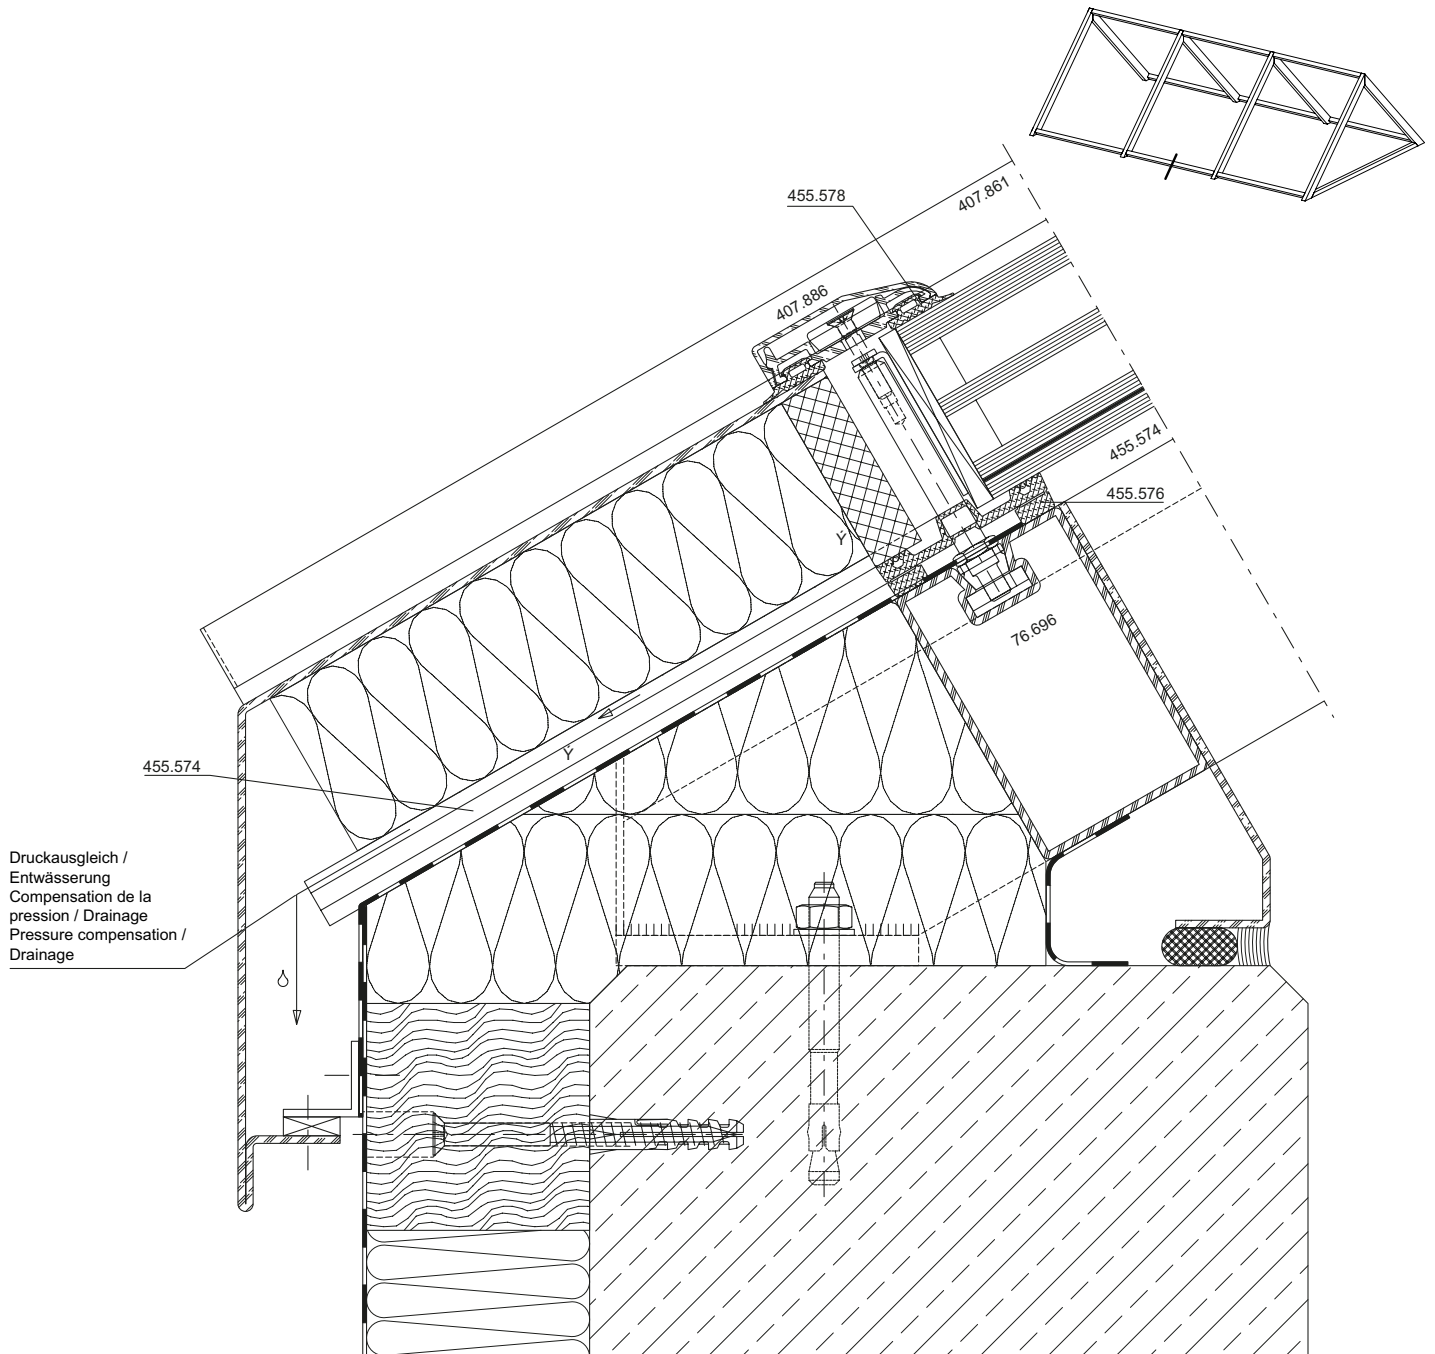 407.861
455.578
407.886
455.574
455.576
76.696
455.574
Druckausgleich /
Entwässerung
Compensation de la
pression / Drainage
Pressure compensation /
Drainage